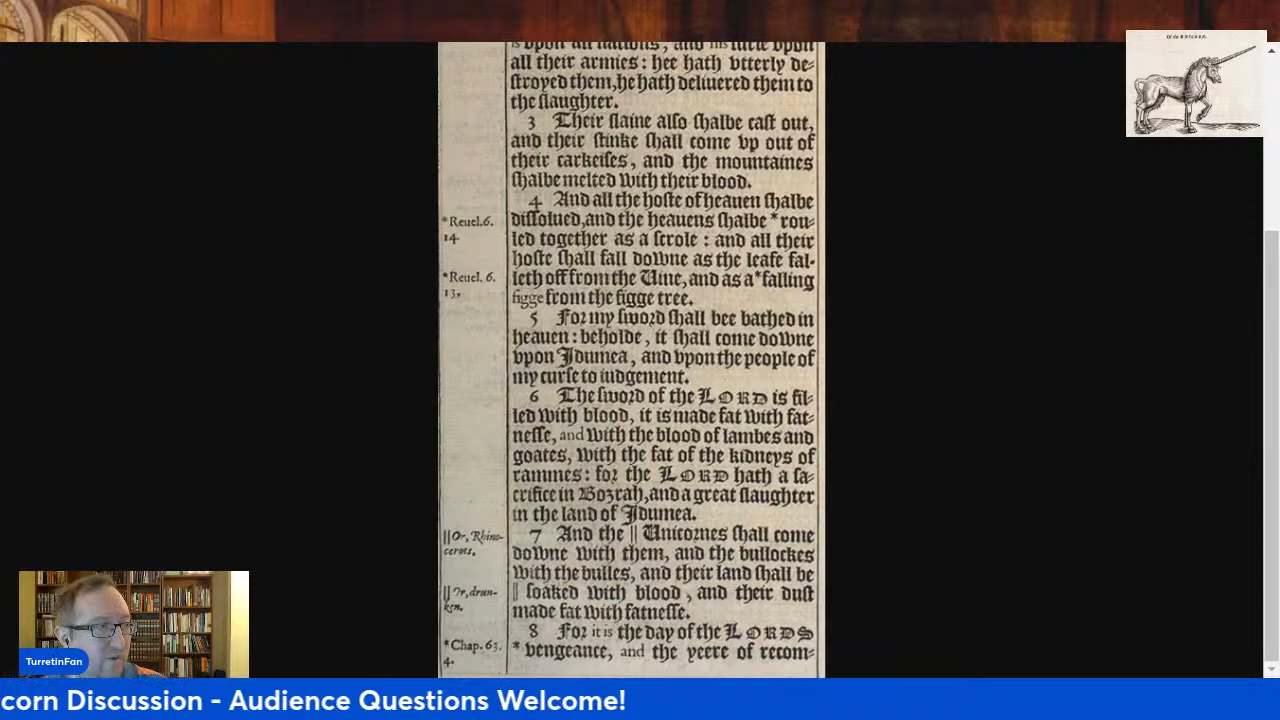 Of the UNICORN.
is vpon all nations, and his furie vpon
all their armies: hee hath vtterly de-
ſtroyed them, he hath deliuered them to
the ſlaughter.
3 Their ſlaine alſo ſhalbe caſt out,
and their ſtinke ſhall come vp out of
their carkeiſes, and the mountaines
ſhalbe melted with their blood.
4 And all the hoſte of heauen ſhalbe
*Reuel.6.
diſſolued, and the heauens ſhalbe * rou-
14.
led together as a ſcrole : and all their
hoſte ſhall fall downe as the leafe fal-
*Reuel. 6.
leth off from the Uine, and as a *falling
13,
figge from the figge tree.
5 For my ſword ſhall bee bathed in
heauen : beholde, it ſhall come downe
vpon Idumea, and vpon the people of
my curſe to iudgement.
6 The ſword of the LORD is fil-
led with blood, it is made fat with fat-
neſſe, and with the blood of lambes and
goates, with the fat of the kidneys of
rammes : for the LORD hath a ſa-
crifice in Bozrah, and a great ſlaughter
in the land of Idumea.
||Or, Rhino-
7 And the || Unicornes ſhall come
cerots.
downe with them, and the bullockes
with the bulles, and their land ſhall be
||Or, drun-
|| ſoaked with blood, and their duſt
ken.
made fat with fatneſſe.
8 For it is the day of the LORDS
*Chap. 63.
* vengeance, and the yeere of recom-
4.
TurretinFan
corn Discussion - Audience Questions Welcome!